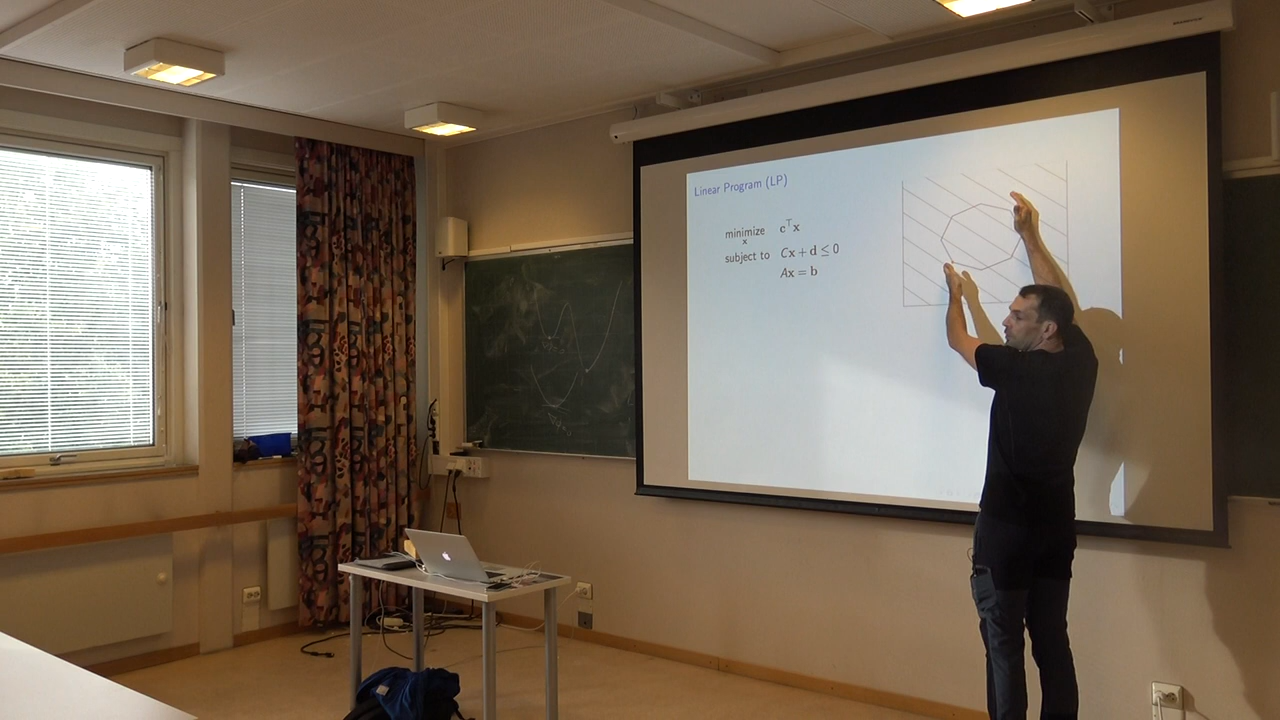 Linear Program (LP)
minimize c⊤x
x
subject to Cx + d ≤ 0
Ax = b